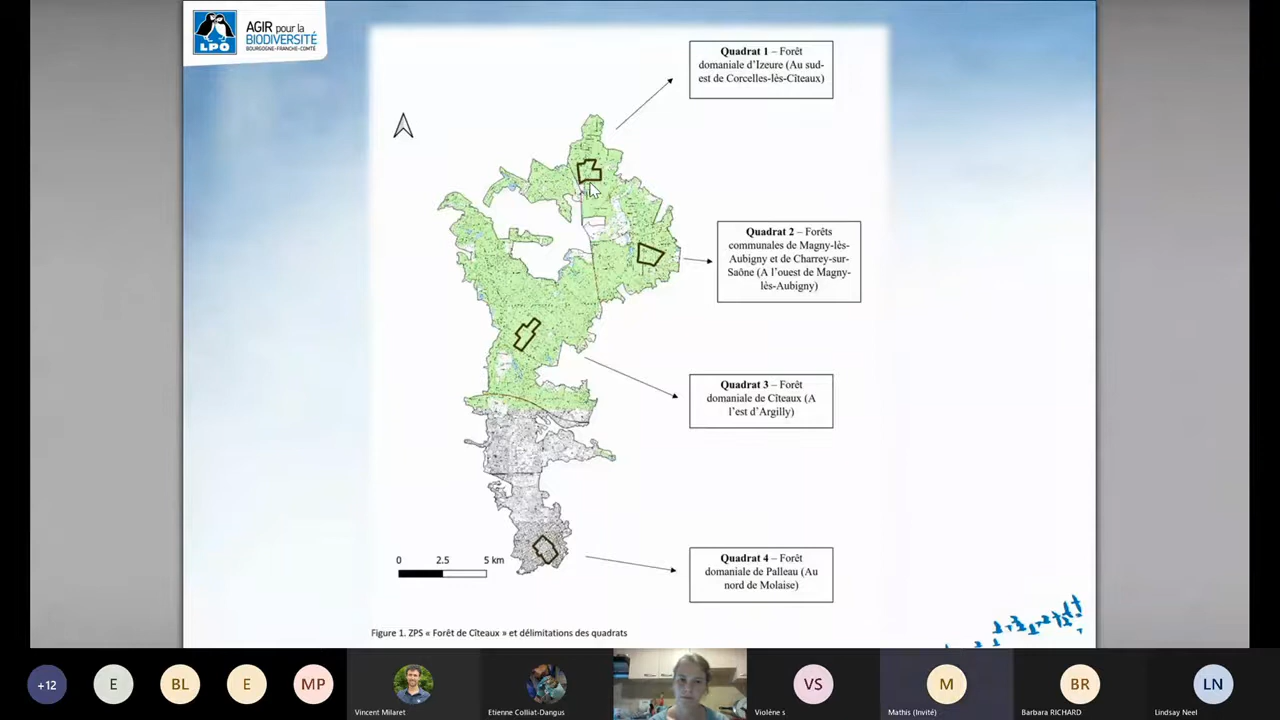 LPO
AGIR pour la
BIODIVERSITÉ
BOURGOGNE-FRANCHE-COMTÉ
Quadrat 1 – Forêt
domaniale d'Izeure (Au sud-
est de Corcelles-lès-Cîteaux)
Quadrat 2 – Forêts
communales de Magny-lès-
Aubigny et de Charrey-sur-
Saône (A l'ouest de Magny-
lès-Aubigny)
Quadrat 3 – Forêt
domaniale de Cîteaux (A
l'est d'Argilly)
Quadrat 4 – Forêt
domaniale de Palleau (Au
nord de Molaise)
0 2.5 5 km
Figure 1. ZPS « Forêt de Cîteaux » et délimitations des quadrats
+12 E BL E MP VS M BR LN
Vincent Milaret Etienne Colliat-Dangus Violène s Mathis (Invité) Barbara RICHARD Lindsay Neel